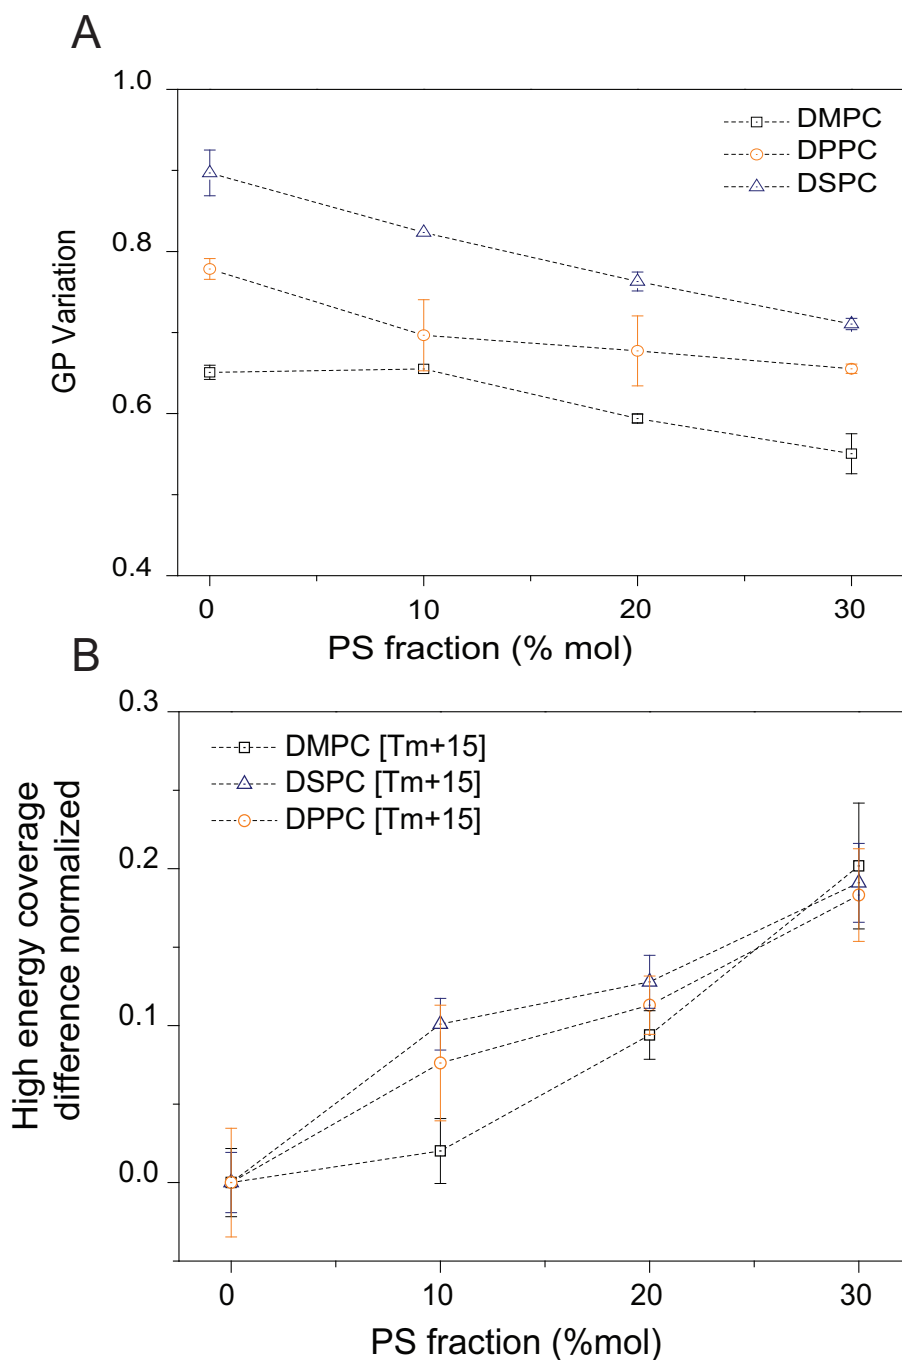 A
1.0
0.8
0.6
0.4
GP Variation
DMPC
DPPC
DSPC
0 10 20 30
PS fraction (% mol)
B
0.3
0.2
0.1
0.0
High energy coverage
difference normalized
DMPC [Tm+15]
DSPC [Tm+15]
DPPC [Tm+15]
0 10 20 30
PS fraction (%mol)